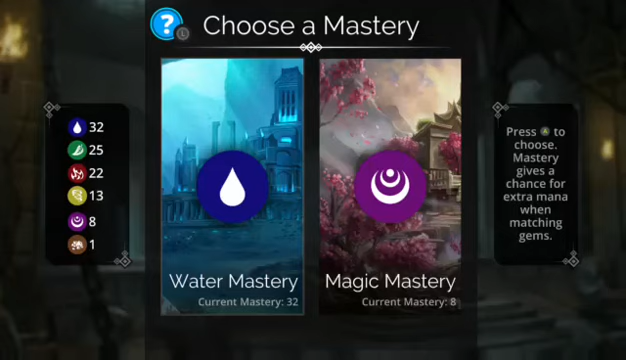 ?
Choose a Mastery
32
25
22
13
8
1
Water Mastery
Current Mastery: 32
Magic Mastery
Current Mastery: 8
Press A to
choose.
Mastery
gives a
chance for
extra mana
when
matching
gems.